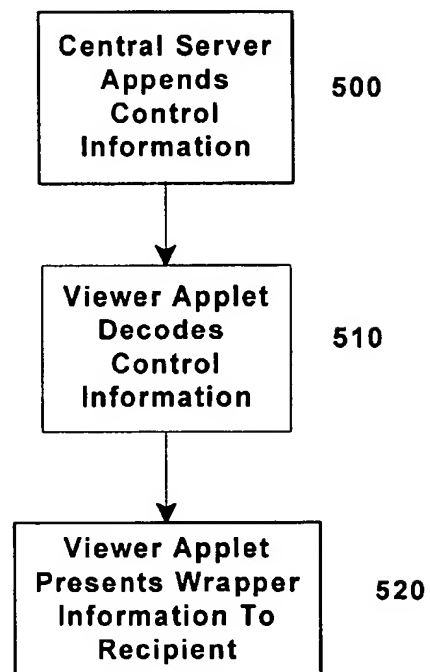 Central Server
Appends
Control
Information
500
Viewer Applet
Decodes
Control
Information
510
Viewer Applet
Presents Wrapper
Information To
Recipient
520